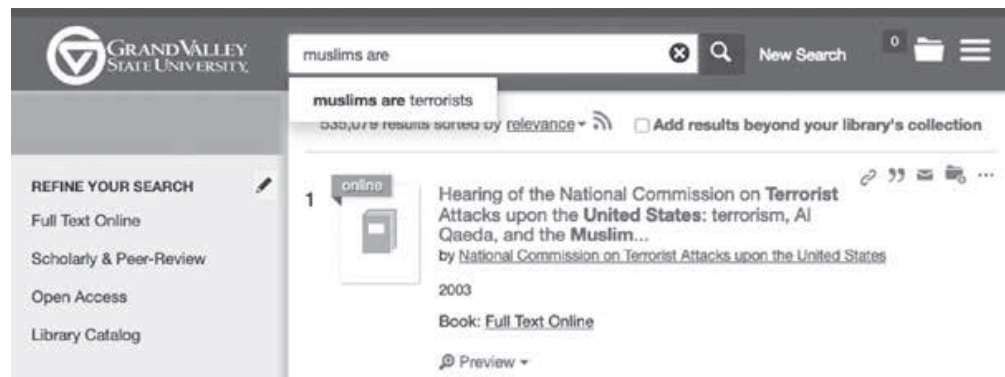 GRAND VALLEY
STATE UNIVERSITY
muslims are
New Search
0
muslims are terrorists
535,079 results sorted by relevance
Add results beyond your library's collection
REFINE YOUR SEARCH
Full Text Online
Scholarly & Peer-Review
Open Access
Library Catalog
1
online
Hearing of the National Commission on Terrorist
Attacks upon the United States: terrorism, Al
Qaeda, and the Muslim...
by National Commission on Terrorist Attacks upon the United States
2003
Book: Full Text Online
Preview